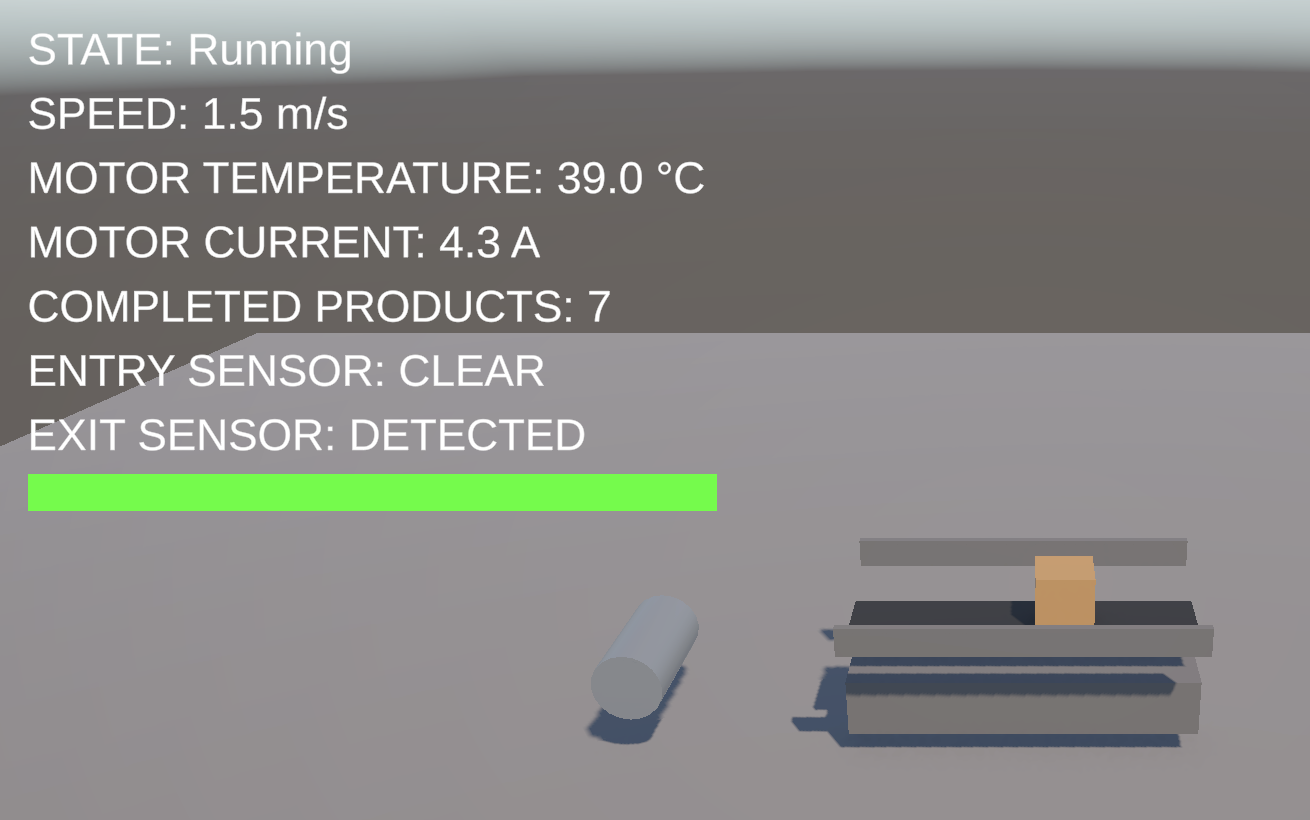 STATE: Running
SPEED: 1.5 m/s
MOTOR TEMPERATURE: 39.0 °C
MOTOR CURRENT: 4.3 A
COMPLETED PRODUCTS: 7
ENTRY SENSOR: CLEAR
EXIT SENSOR: DETECTED